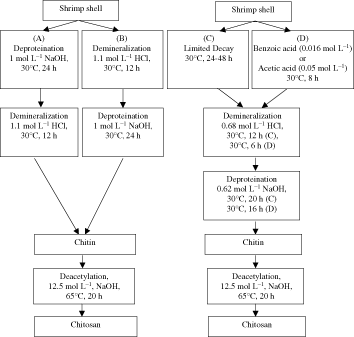 Shrimp shell
(A)
Deproteination
1 mol L⁻¹ NaOH,
30°C, 24 h
(B)
Demineralization
1.1 mol L⁻¹ HCl,
30°C, 12 h
Demineralization
1.1 mol L⁻¹ HCl,
30°C, 12 h
Deproteination
1 mol L⁻¹ NaOH,
30°C, 24 h
Chitin
Deacetylation,
12.5 mol L⁻¹, NaOH,
65°C, 20 h
Chitosan
Shrimp shell
(C)
Limited Decay
30°C, 24-48 h
(D)
Benzoic acid (0.016 mol L⁻¹)
or
Acetic acid (0.05 mol L⁻¹)
30°C, 8 h
Demineralization
0.68 mol L⁻¹ HCl,
30°C, 12 h (C),
30°C, 6 h (D)
Deproteination
0.62 mol L⁻¹ NaOH,
30°C, 20 h (C)
30°C, 16 h (D)
Chitin
Deacetylation,
12.5 mol L⁻¹, NaOH,
65°C, 20 h
Chitosan